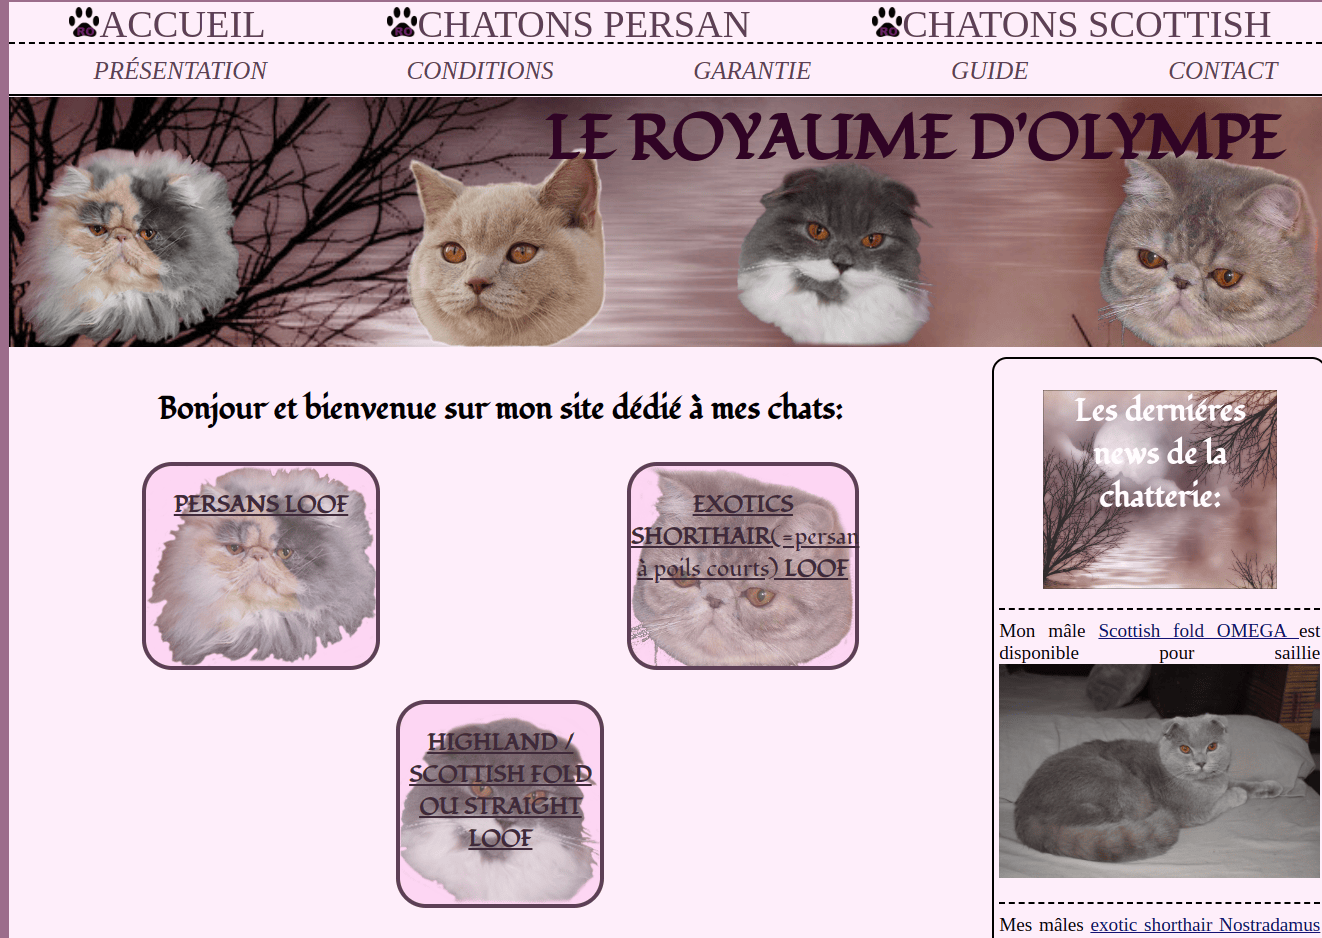 ACCUEIL CHATONS PERSAN CHATONS SCOTTISH
PRÉSENTATION CONDITIONS GARANTIE GUIDE CONTACT
LE ROYAUME D'OLYMPE
Bonjour et bienvenue sur mon site dédié à mes chats:
PERSANS LOOF
EXOTICS
SHORTHAIR( =persan
à poils courts) LOOF
HIGHLAND /
SCOTTISH FOLD
OU STRAIGHT
LOOF
Les derniéres
news de la
chatterie:
Mon mâle Scottish fold OMEGA est
disponible pour saillie
Mes mâles exotic shorthair Nostradamus